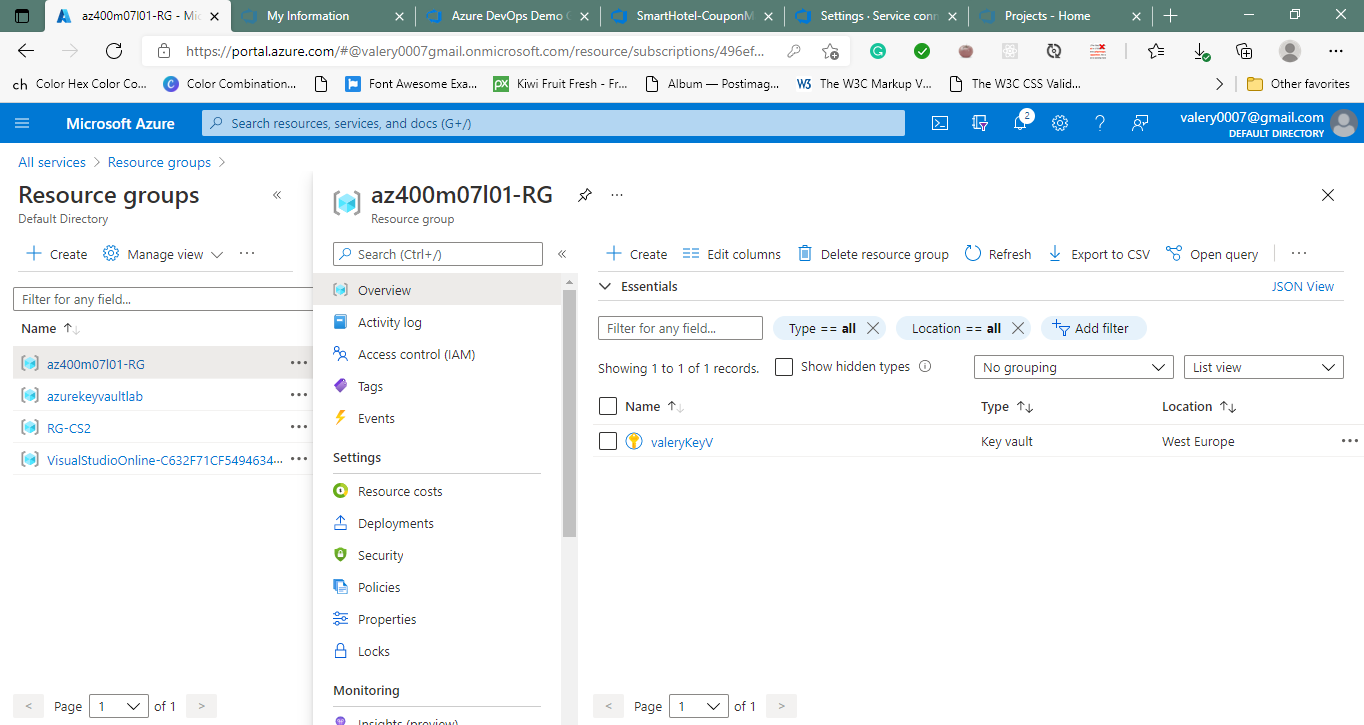 az400m07l01-RG - Mic
My Information
Azure DevOps Demo G
SmartHotel-CouponM
Settings · Service conn
Projects - Home
https://portal.azure.com/#@valery0007gmail.onmicrosoft.com/resource/subscriptions/496ef...
ch Color Hex Color Co...
Color Combination...
Font Awesome Exa...
px Kiwi Fruit Fresh - Fr...
Album — Postimag...
W3 The W3C Markup V...
The W3C CSS Valid...
Other favorites
Microsoft Azure
Search resources, services, and docs (G+/)
2
valery0007@gmail.com
DEFAULT DIRECTORY
All services > Resource groups >
Resource groups
Default Directory
Create
Manage view
Filter for any field...
Name
az400m07l01-RG
azurekeyvaultlab
RG-CS2
VisualStudioOnline-C632F71CF5494634...
< Page 1 of 1 >
az400m07l01-RG
Resource group
Search (Ctrl+/)
Overview
Activity log
Access control (IAM)
Tags
Events
Settings
Resource costs
Deployments
Security
Policies
Properties
Locks
Monitoring
Insights (preview)
Create
Edit columns
Delete resource group
Refresh
Export to CSV
Open query
Essentials
JSON View
Filter for any field...
Type == all
Location == all
Add filter
Showing 1 to 1 of 1 records.
Show hidden types
No grouping
List view
Name
Type
Location
valeryKeyV
Key vault
West Europe
< Page 1 of 1 >